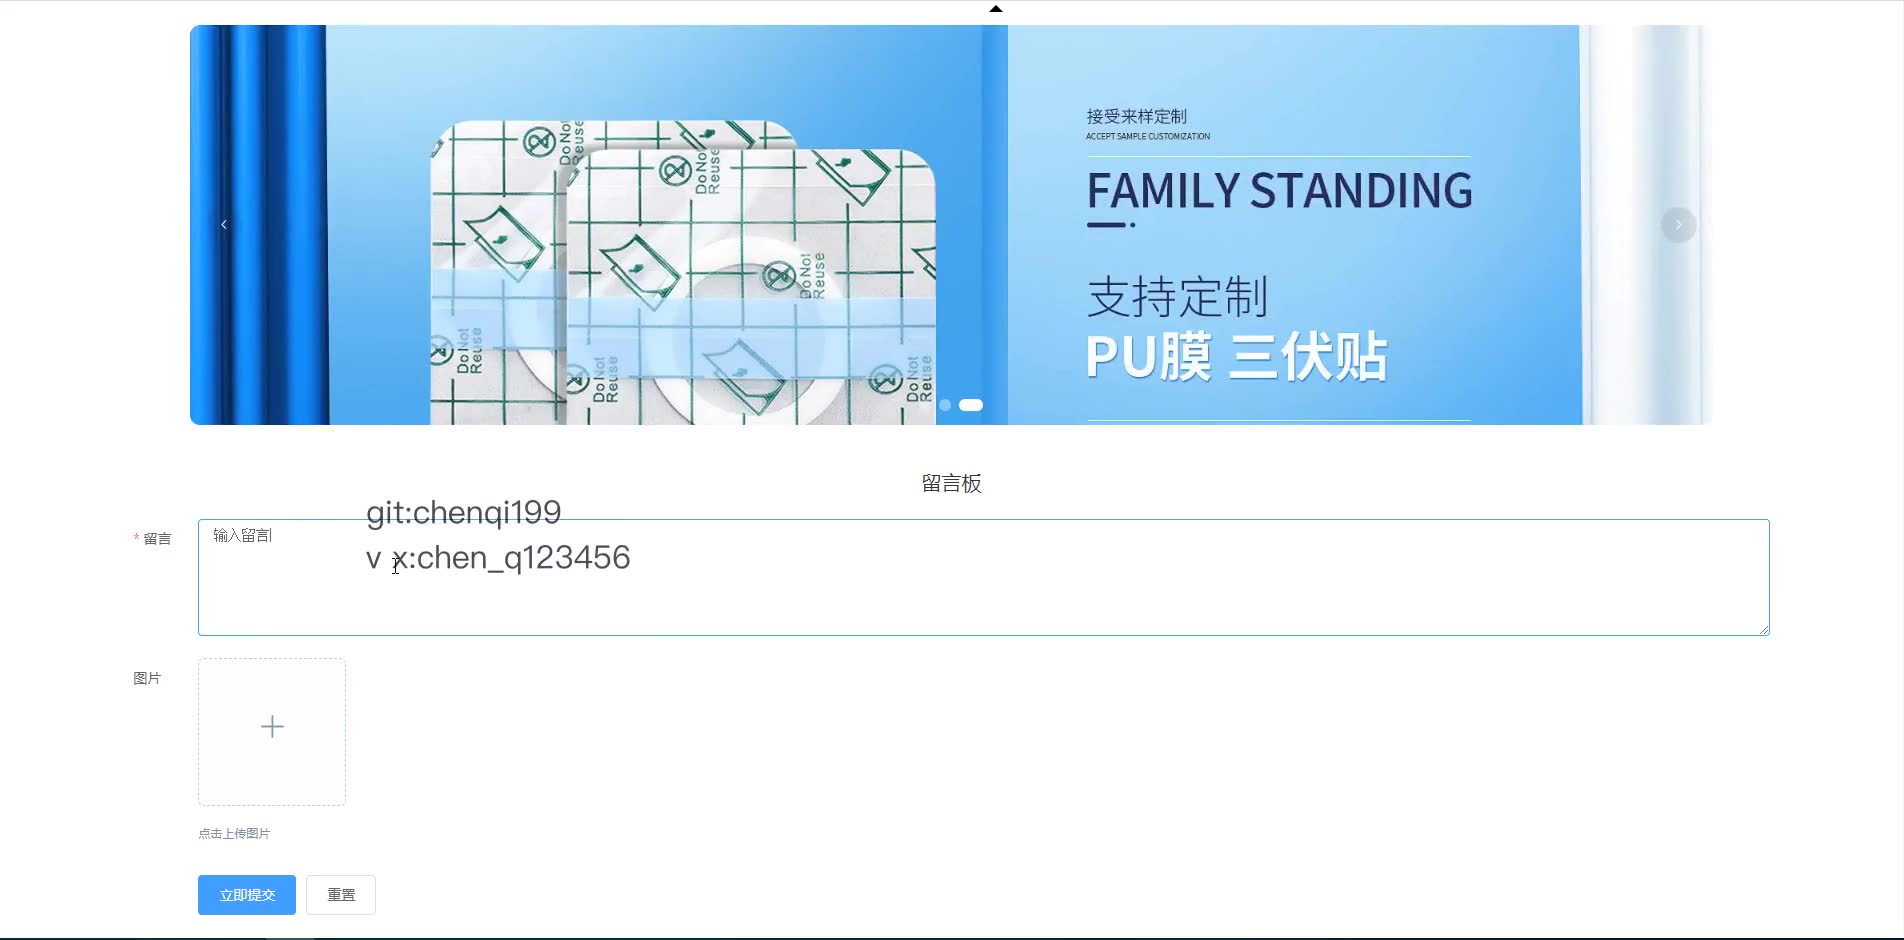 接受来样定制
ACCEPT SAMPLE CUSTOMIZATION
FAMILY STANDING
支持定制
PU膜 三伏贴
Do Not
Reuse
Do Not
Reuse
Do Not
Reuse
Do Not
Reuse
Do Not
Reuse
Do Not
Reuse
留言板
git:chenqi199
* 留言
输入留言
v x:chen_q123456
图片
点击上传图片
立即提交
重置